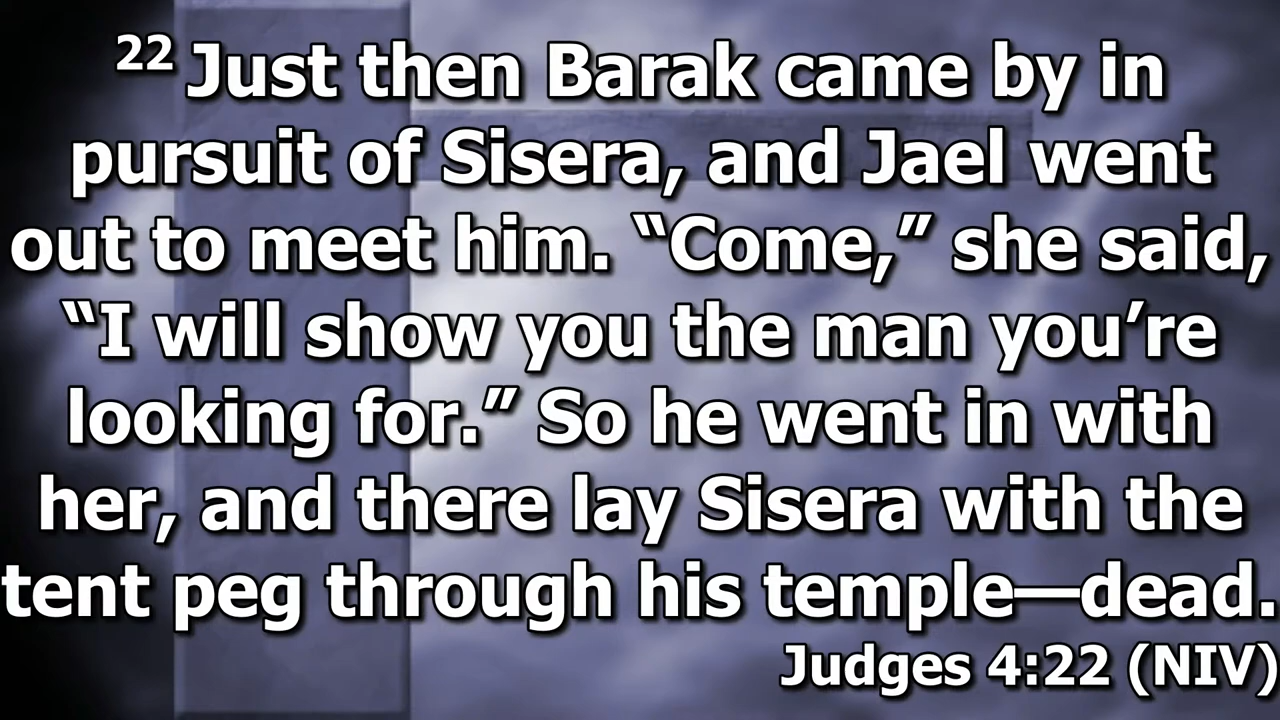 22 Just then Barak came by in
pursuit of Sisera, and Jael went
out to meet him. “Come,” she said,
“I will show you the man you’re
looking for.” So he went in with
her, and there lay Sisera with the
tent peg through his temple—dead.
Judges 4:22 (NIV)